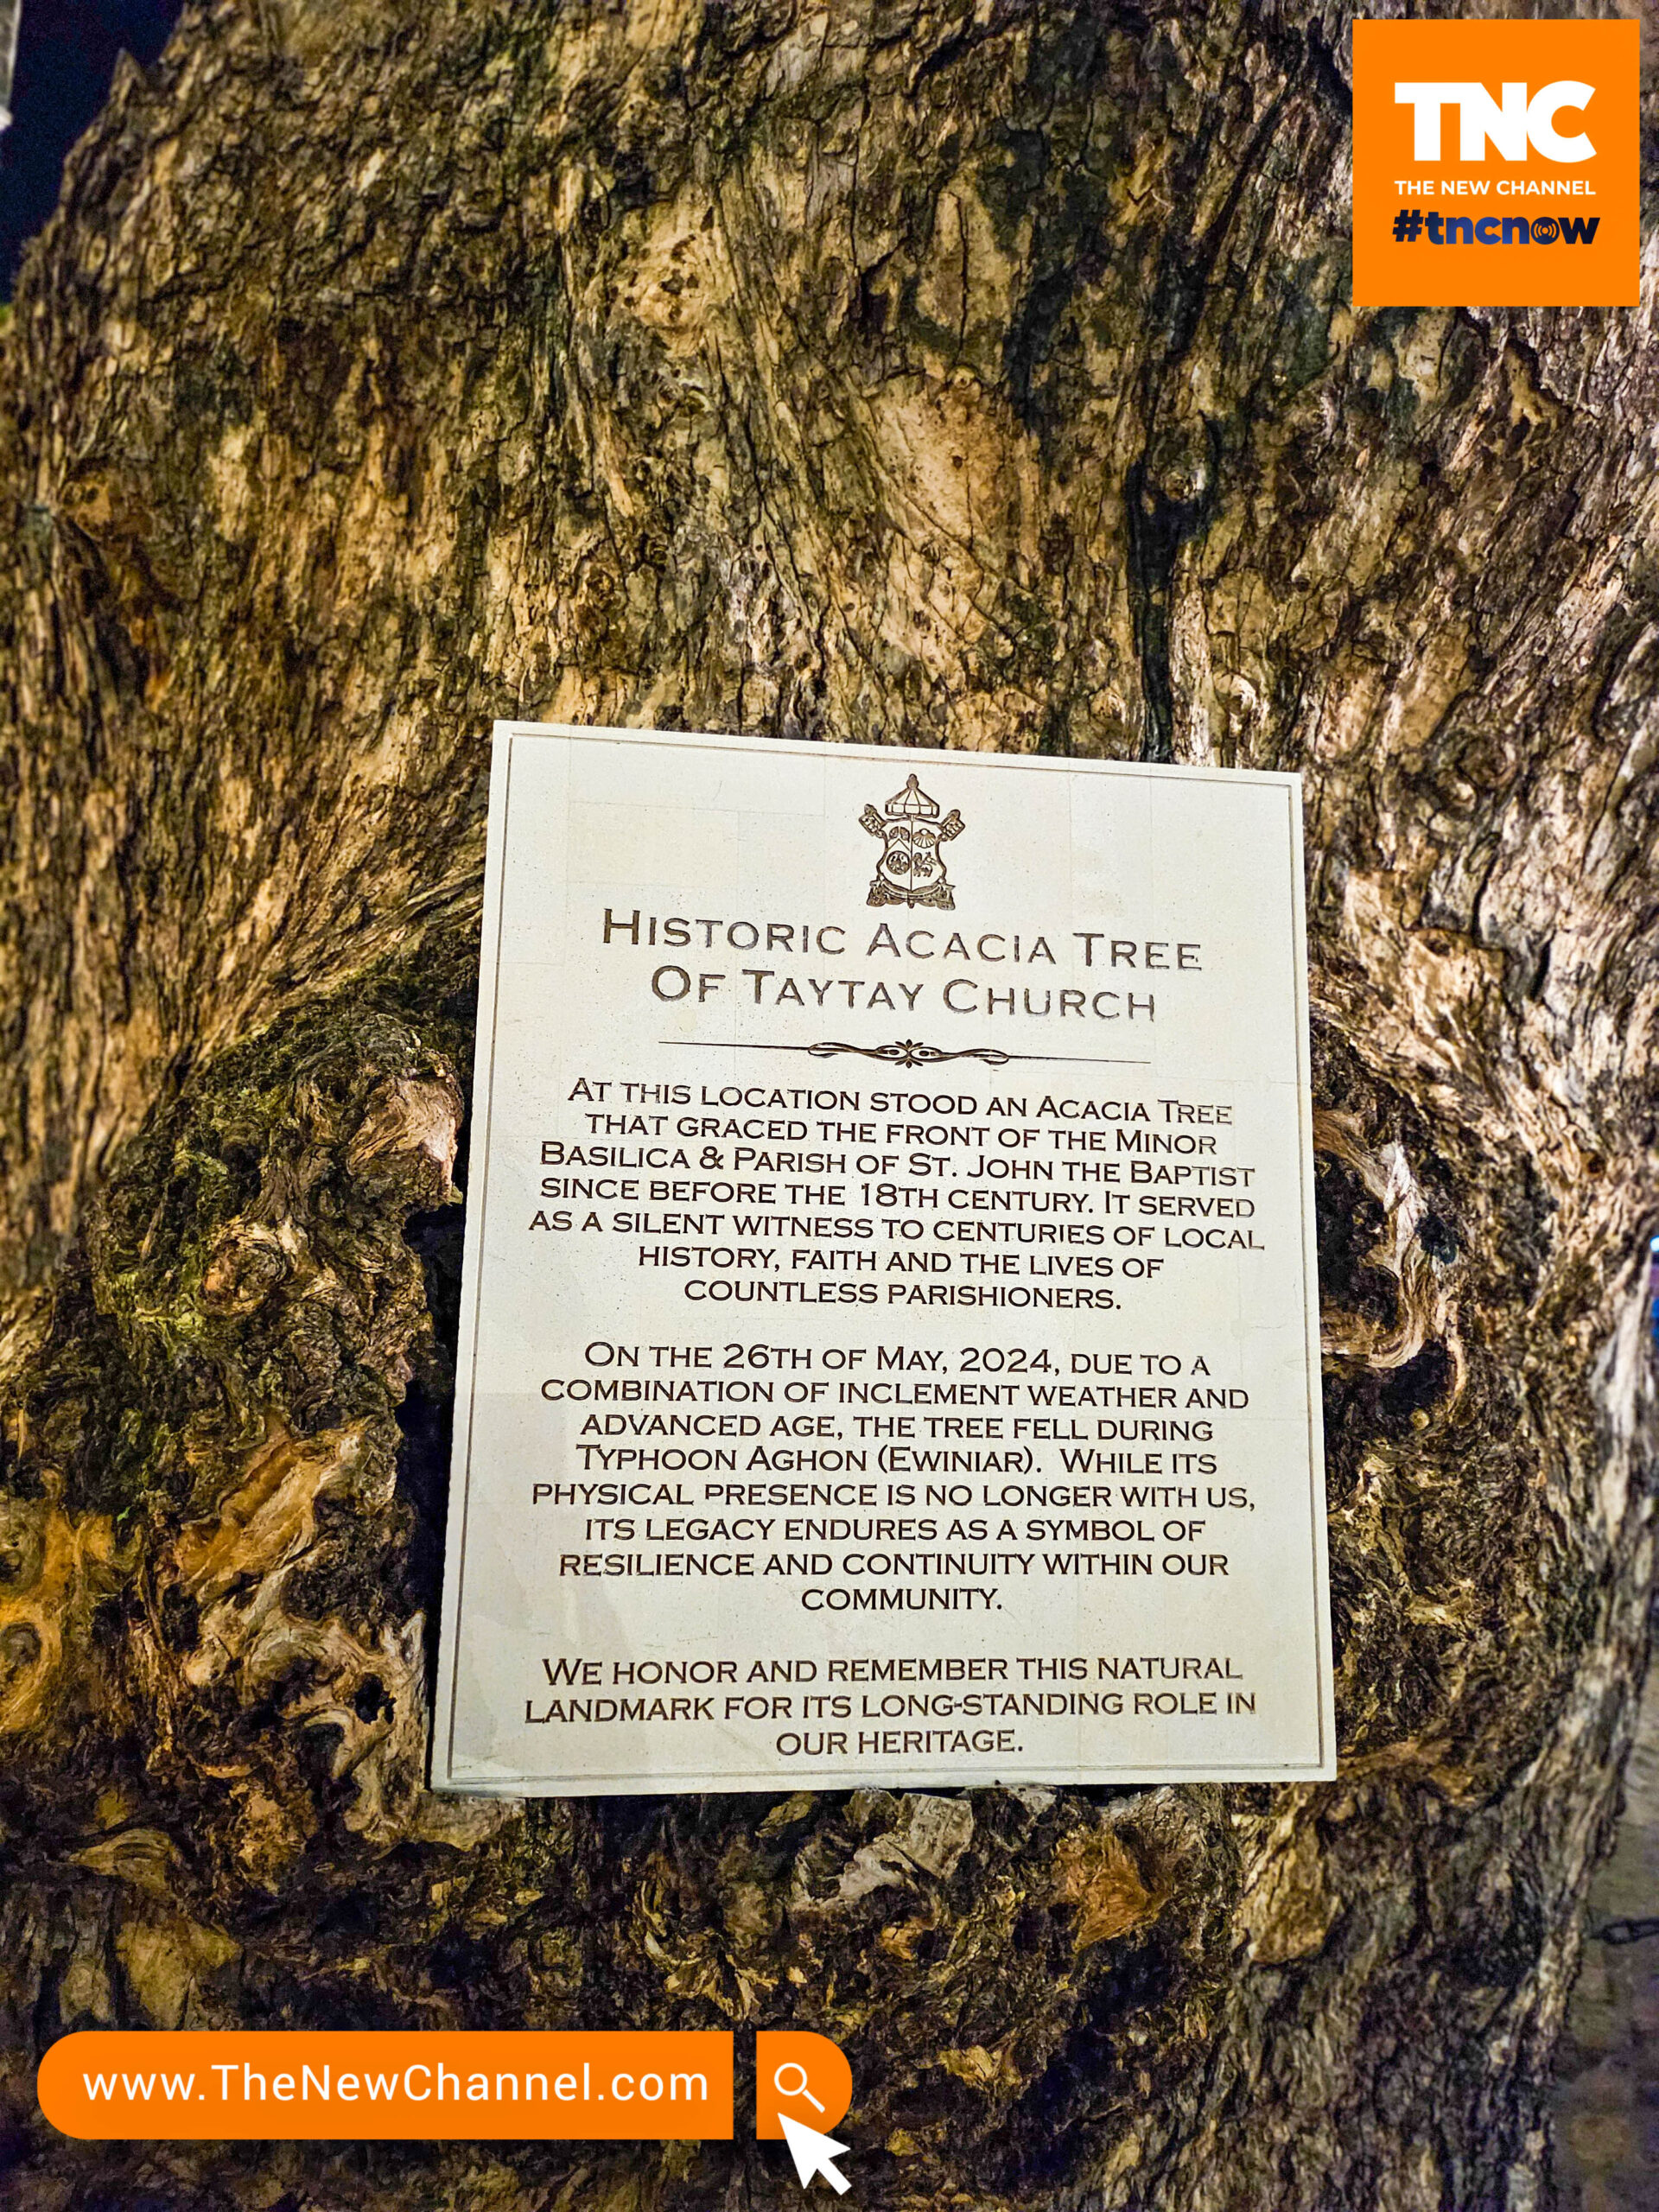 TNC
THE NEW CHANNEL
#tncnow
HISTORIC ACACIA TREE
OF TAYTAY CHURCH
AT THIS LOCATION STOOD AN ACACIA TREE
THAT GRACED THE FRONT OF THE MINOR
BASILICA & PARISH OF ST. JOHN THE BAPTIST
SINCE BEFORE THE 18TH CENTURY. IT SERVED
AS A SILENT WITNESS TO CENTURIES OF LOCAL
HISTORY, FAITH AND THE LIVES OF
COUNTLESS PARISHIONERS.
ON THE 26TH OF MAY, 2024, DUE TO A
COMBINATION OF INCLEMENT WEATHER AND
ADVANCED AGE, THE TREE FELL DURING
TYPHOON AGHON (EWINIAR). WHILE ITS
PHYSICAL PRESENCE IS NO LONGER WITH US,
ITS LEGACY ENDURES AS A SYMBOL OF
RESILIENCE AND CONTINUITY WITHIN OUR
COMMUNITY.
WE HONOR AND REMEMBER THIS NATURAL
LANDMARK FOR ITS LONG-STANDING ROLE IN
OUR HERITAGE.
www.TheNewChannel.com